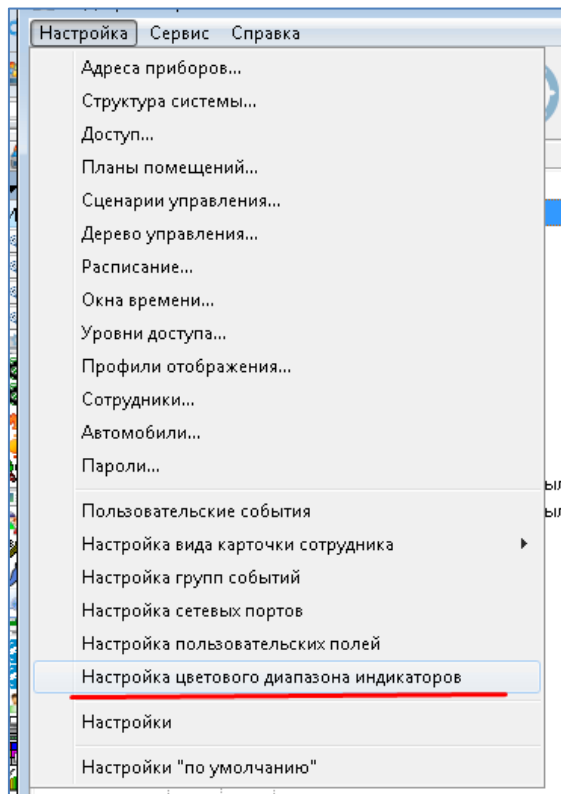 Настройка Сервис Справка
Адреса приборов...
Структура системы...
Доступ...
Планы помещений...
Сценарии управления...
Дерево управления...
Расписание...
Окна времени...
Уровни доступа...
Профили отображения...
Сотрудники...
Автомобили...
Пароли...
Пользовательские события
Настройка вида карточки сотрудника
Настройка групп событий
Настройка сетевых портов
Настройка пользовательских полей
Настройка цветового диапазона индикаторов
Настройки
Настройки "по умолчанию"